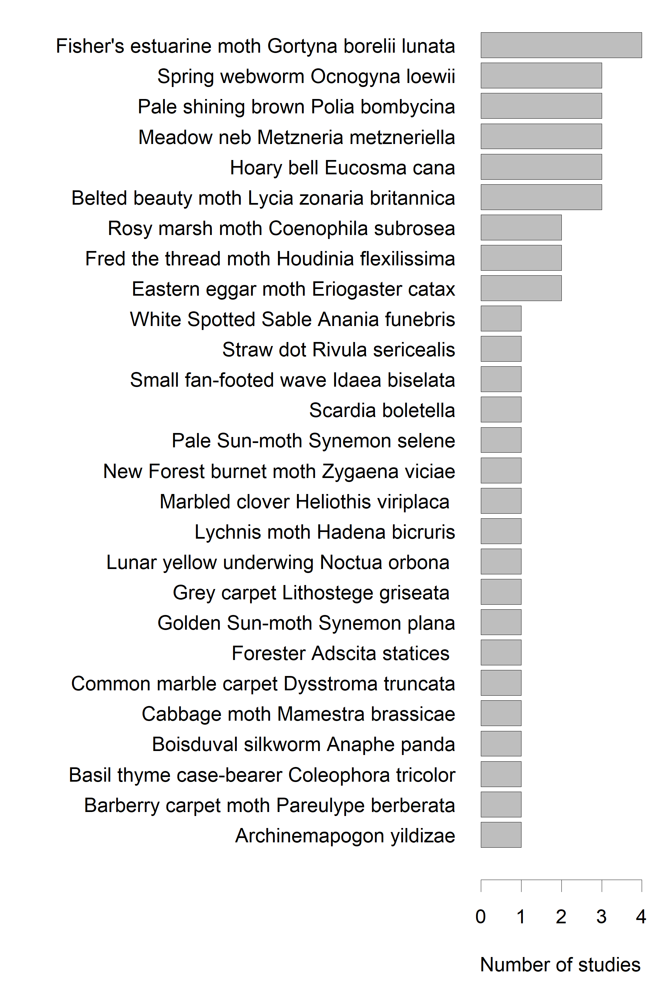 Fisher's estuarine moth Gortyna borelii lunata
Spring webworm Ocnogyna loewii
Pale shining brown Polia bombycina
Meadow neb Metzneria metzneriella
Hoary bell Eucosma cana
Belted beauty moth Lycia zonaria britannica
Rosy marsh moth Coenophila subrosea
Fred the thread moth Houdinia flexilissima
Eastern eggar moth Eriogaster catax
White Spotted Sable Anania funebris
Straw dot Rivula sericealis
Small fan-footed wave Idaea biselata
Scardia boletella
Pale Sun-moth Synemon selene
New Forest burnet moth Zygaena viciae
Marbled clover Heliothis viriplaca
Lychnis moth Hadena bicruris
Lunar yellow underwing Noctua orbona
Grey carpet Lithostege griseata
Golden Sun-moth Synemon plana
Forester Adscita statices
Common marble carpet Dysstroma truncata
Cabbage moth Mamestra brassicae
Boisduval silkworm Anaphe panda
Basil thyme case-bearer Coleophora tricolor
Barberry carpet moth Pareulype berberata
Archinemapogon yildizae
0 1 2 3 4
Number of studies